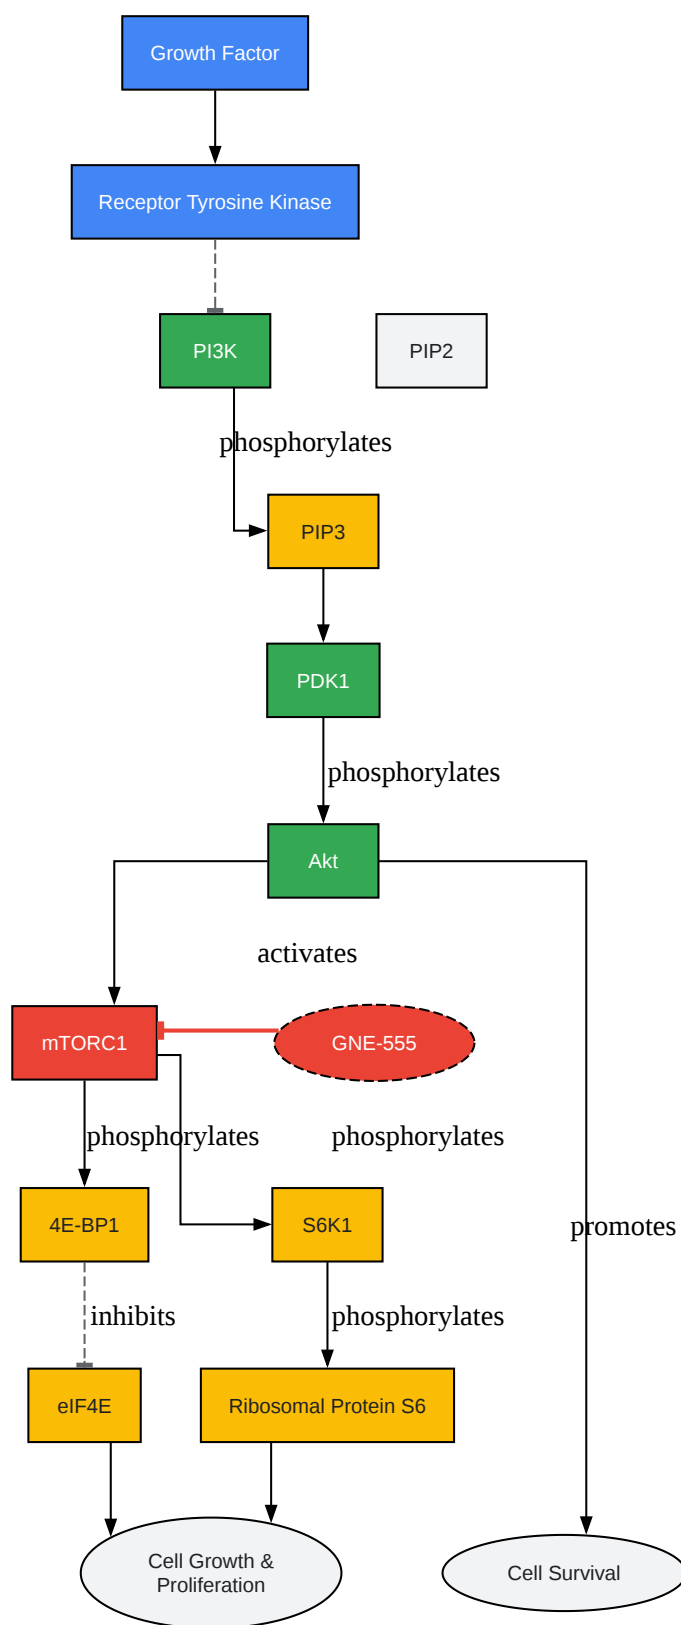 Growth Factor
Receptor Tyrosine Kinase
PI3K
PIP2
phosphorylates
PIP3
PDK1
phosphorylates
Akt
activates
mTORC1
GNE-555
phosphorylates
phosphorylates
4E-BP1
S6K1
promotes
inhibits
phosphorylates
eIF4E
Ribosomal Protein S6
Cell Growth &
Proliferation
Cell Survival